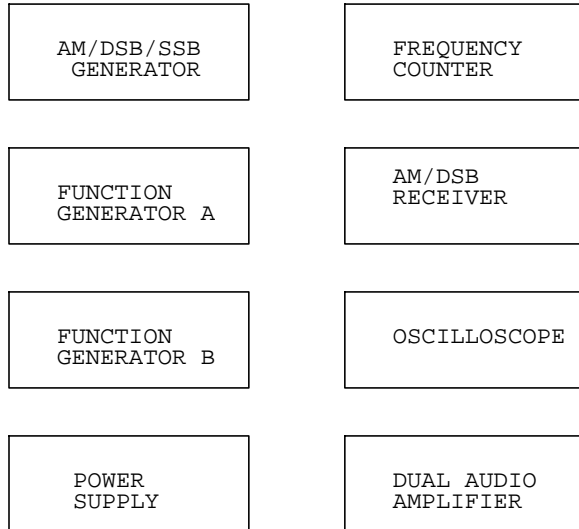 AM/DSB/SSB
GENERATOR
FREQUENCY
COUNTER
FUNCTION
GENERATOR A
AM/DSB
RECEIVER
FUNCTION
GENERATOR B
OSCILLOSCOPE
POWER
SUPPLY
DUAL AUDIO
AMPLIFIER